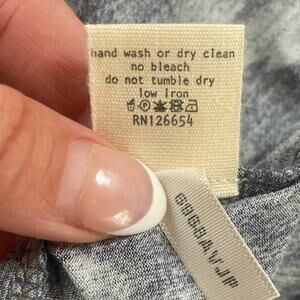 hand wash or dry clean
no bleach
do not tumble dry
low iron
RN126654